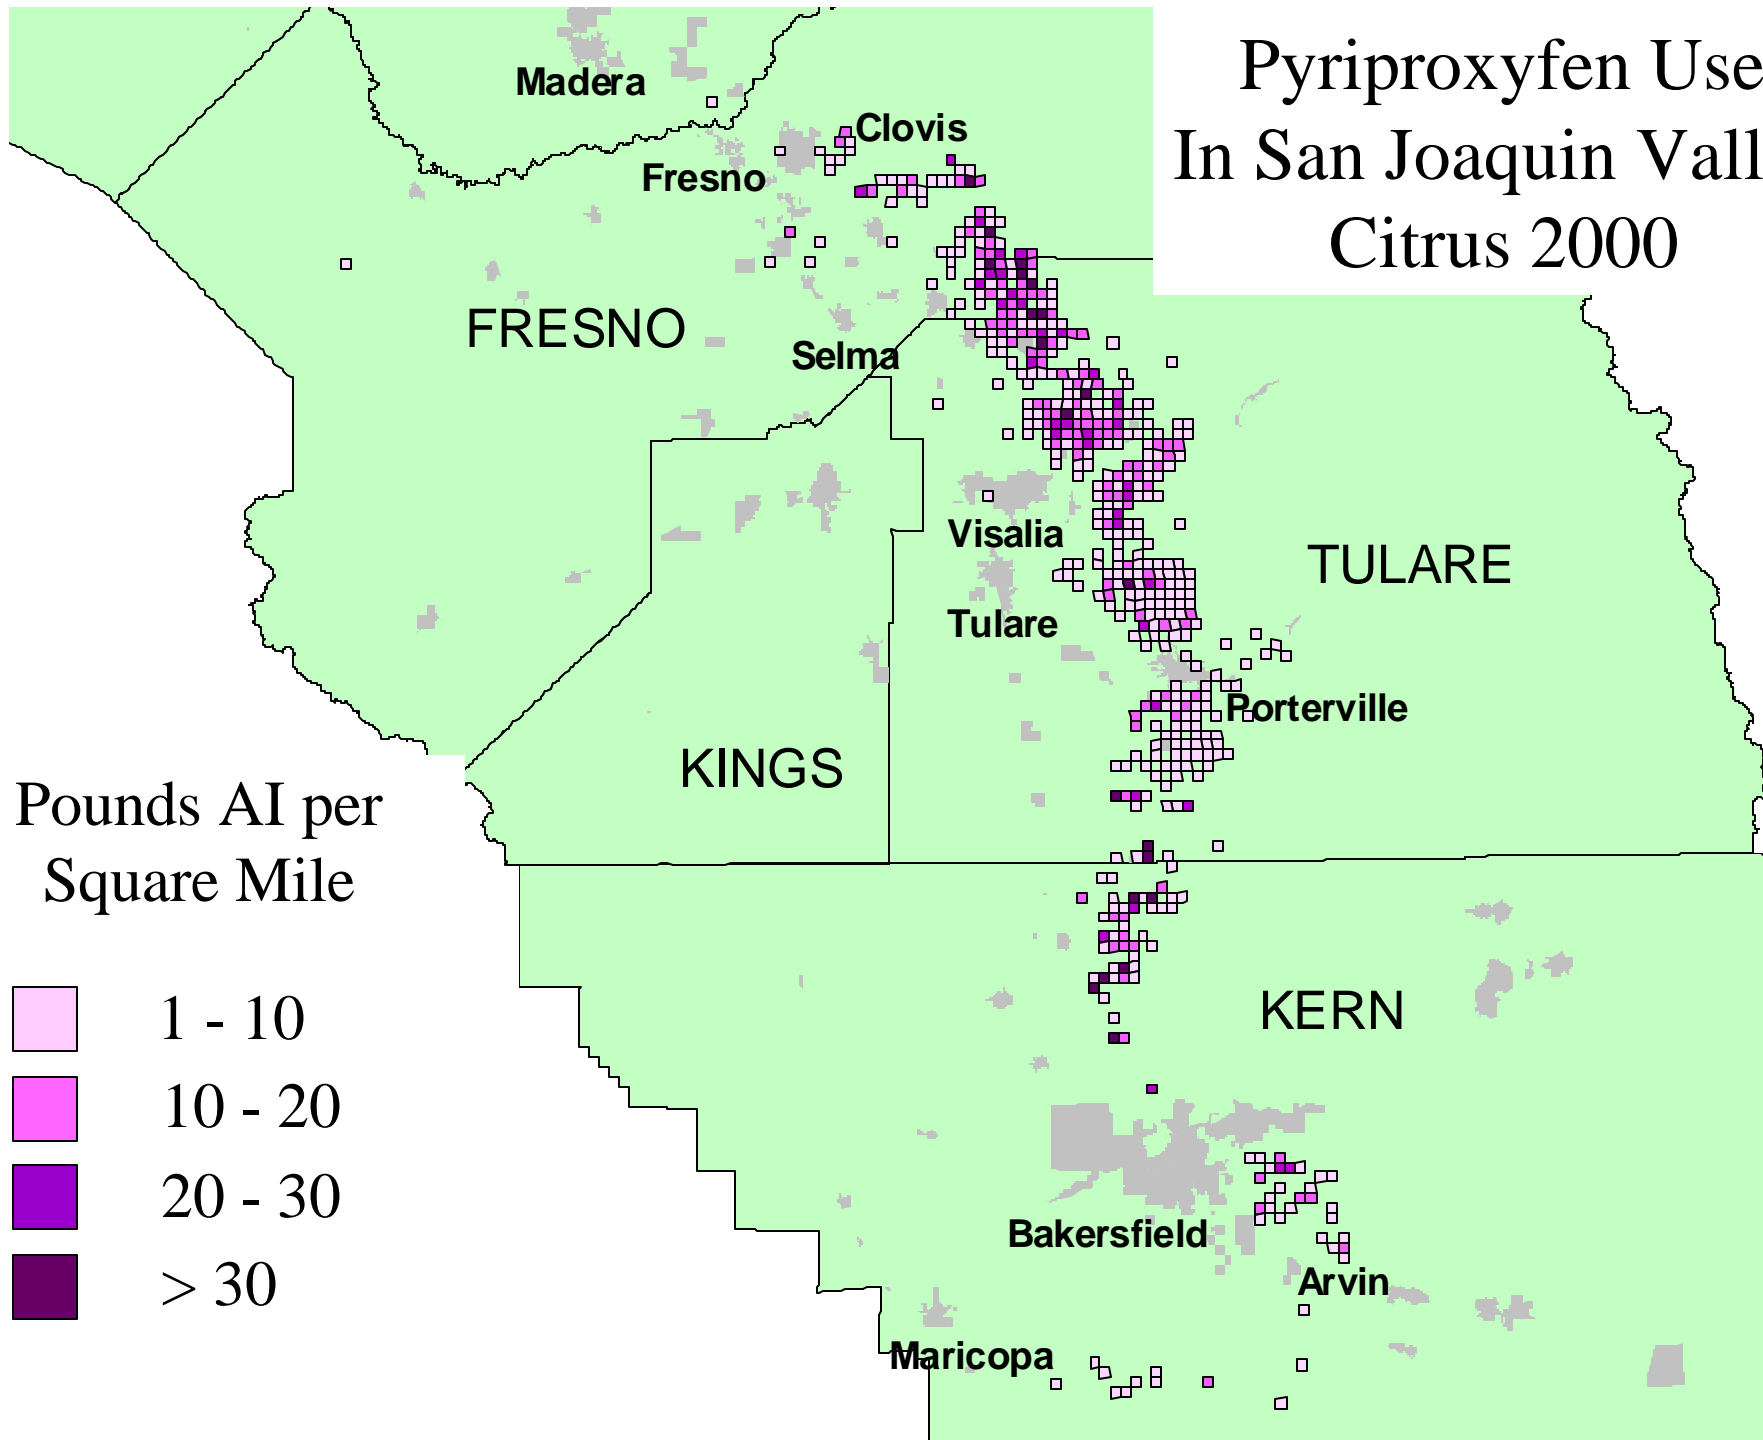 Pyriproxyfen Use
In San Joaquin Vall
Citrus 2000
Madera
Clovis
Fresno
FRESNO
Selma
Visalia
TULARE
Tulare
Porterville
KINGS
Pounds AI per
Square Mile
KERN
1 - 10
10 - 20
20 - 30
> 30
Bakersfield
Arvin
Maricopa